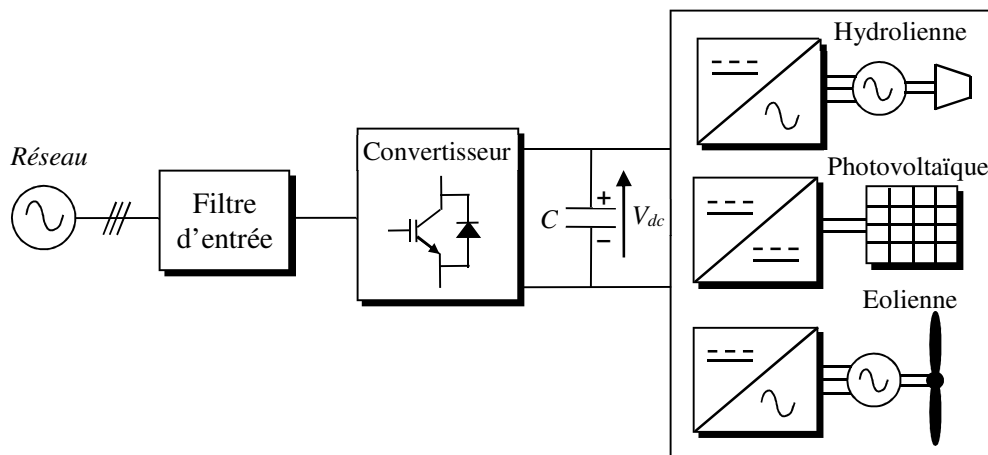 Hydrolienne
Convertisseur
Réseau
Photovoltaïque
Filtre
d'entrée
C
+
–
V_dc
Eolienne